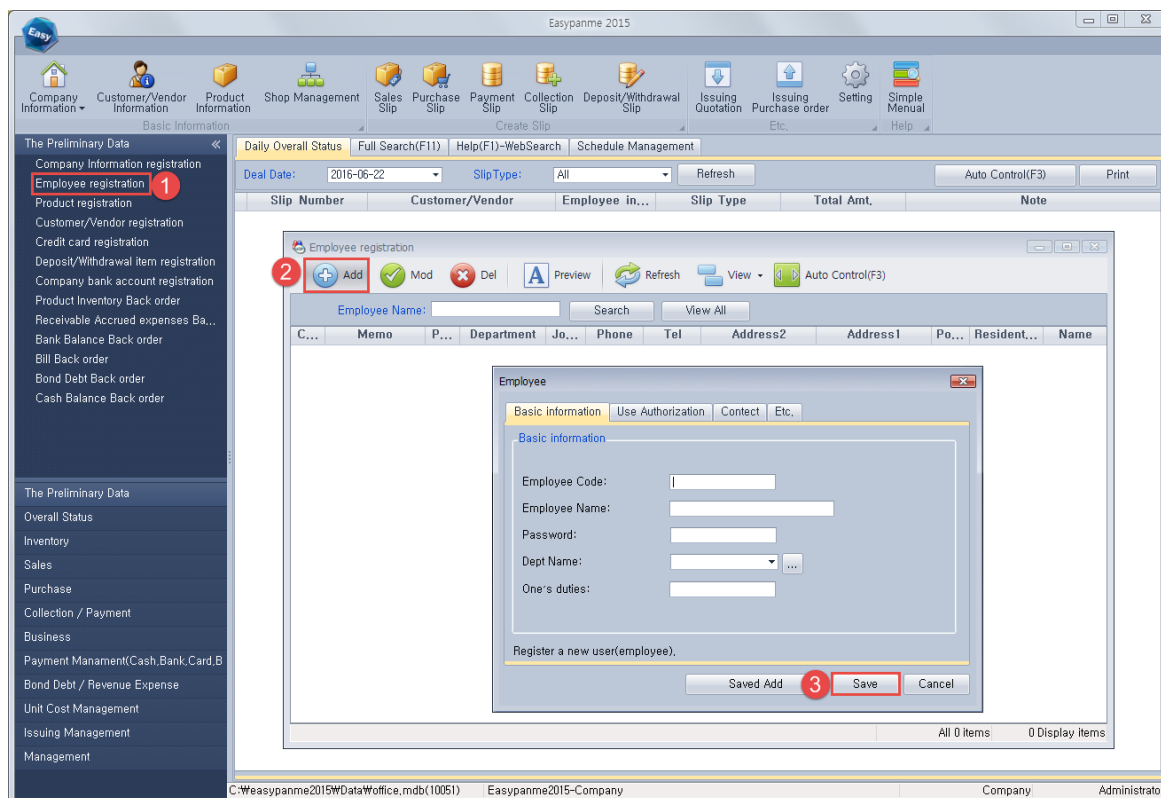 Easypanme 2015
Easy
Company Information
Customer/Vendor Information
Product Information
Shop Management
Sales Slip
Purchase Slip
Payment Slip
Collection Slip
Deposit/Withdrawal Slip
Issuing Quotation
Issuing Purchase order
Setting
Simple Menual
Basic Information
Create Slip
Etc,
Help
The Preliminary Data
Company Information registration
Employee registration
1
Product registration
Customer/Vendor registration
Credit card registration
Deposit/Withdrawal item registration
Company bank account registration
Product Inventory Back order
Receivable Accrued expenses Ba...
Bank Balance Back order
Bill Back order
Bond Debt Back order
Cash Balance Back order
The Preliminary Data
Overall Status
Inventory
Sales
Purchase
Collection / Payment
Business
Payment Manament(Cash,Bank,Card,B
Bond Debt / Revenue Expense
Unit Cost Management
Issuing Management
Management
Daily Overall Status Full Search(F11) Help(F1)-WebSearch Schedule Management
Deal Date: 2016-06-22 SlipType: All Refresh Auto Control(F3) Print
Slip Number Customer/Vendor Employee in... Slip Type Total Amt, Note
Employee registration
2 Add Mod Del A Preview Refresh View Auto Control(F3)
Employee Name: Search View All
C... Memo P... Department Jo... Phone Tel Address2 Address1 Po... Resident... Name
Employee
Basic information Use Authorization Contect Etc,
Basic information
Employee Code:
Employee Name:
Password:
Dept Name: ...
One's duties:
Register a new user(employee),
Saved Add 3 Save Cancel
All 0 items 0 Display items
C:₩easypanme2015₩Data₩office,mdb(10051) Easypanme2015-Company Company Administrato